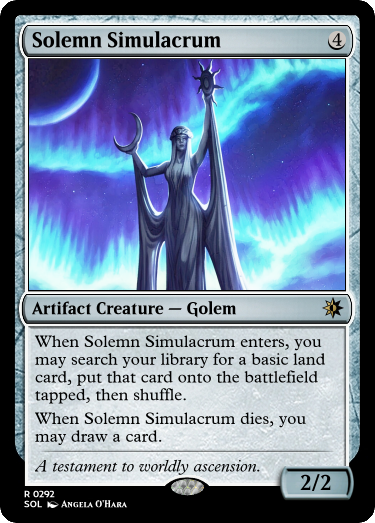 Solemn Simulacrum 4
Artifact Creature — Golem
When Solemn Simulacrum enters, you
may search your library for a basic land
card, put that card onto the battlefield
tapped, then shuffle.
When Solemn Simulacrum dies, you
may draw a card.
A testament to worldly ascension.
2/2
R 0292
SOL Angela O'Hara